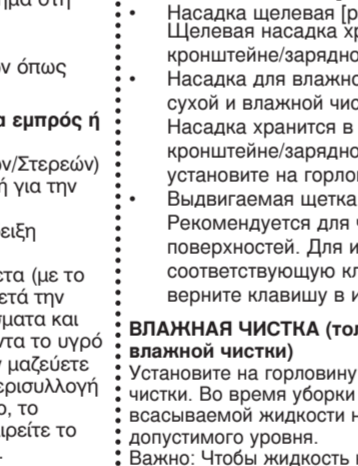 ν όπως
εμπρός ή
ν/Στερεών)
ή για την
ειξη
ετα (με το
ετά την
ματα και
ντα το υγρό
μαζεύετε
ερισυλλογή
ο, το
ιρείτε το
• Насадка щелевая [р
Щелевая насадка хр
кронштейне/зарядно
• Насадка для влажно
сухой и влажной чис
Насадка хранится в
кронштейне/зарядно
установите на горлов
• Выдвигаемая щетка
Рекомендуется для ч
поверхностей. Для и
соответствующую кл
верните клавишу в и
ВЛАЖНАЯ ЧИСТКА (тол
влажной чистки)
Установите на горловину
чистки. Во время уборки
всасываемой жидкости н
допустимого уровня.
Важно: Чтобы жидкость